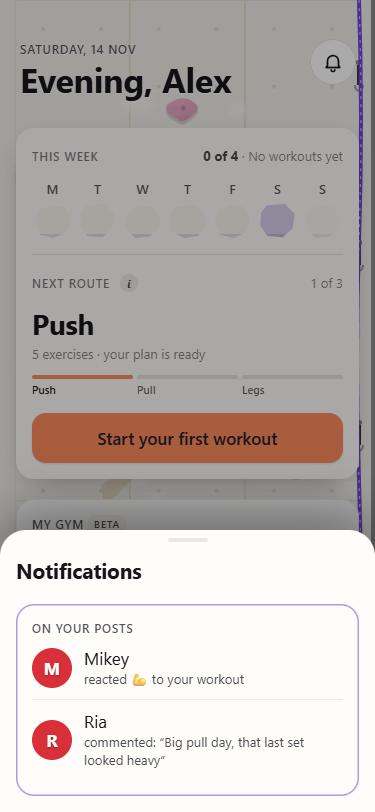 SATURDAY, 14 NOV
Evening, Alex
THIS WEEK 0 of 4 · No workouts yet
M T W T F S S
NEXT ROUTE i 1 of 3
Push
5 exercises · your plan is ready
Push Pull Legs
Start your first workout
MY GYM BETA
Notifications
ON YOUR POSTS
M Mikey
reacted 💪 to your workout
R Ria
commented: “Big pull day, that last set
looked heavy”